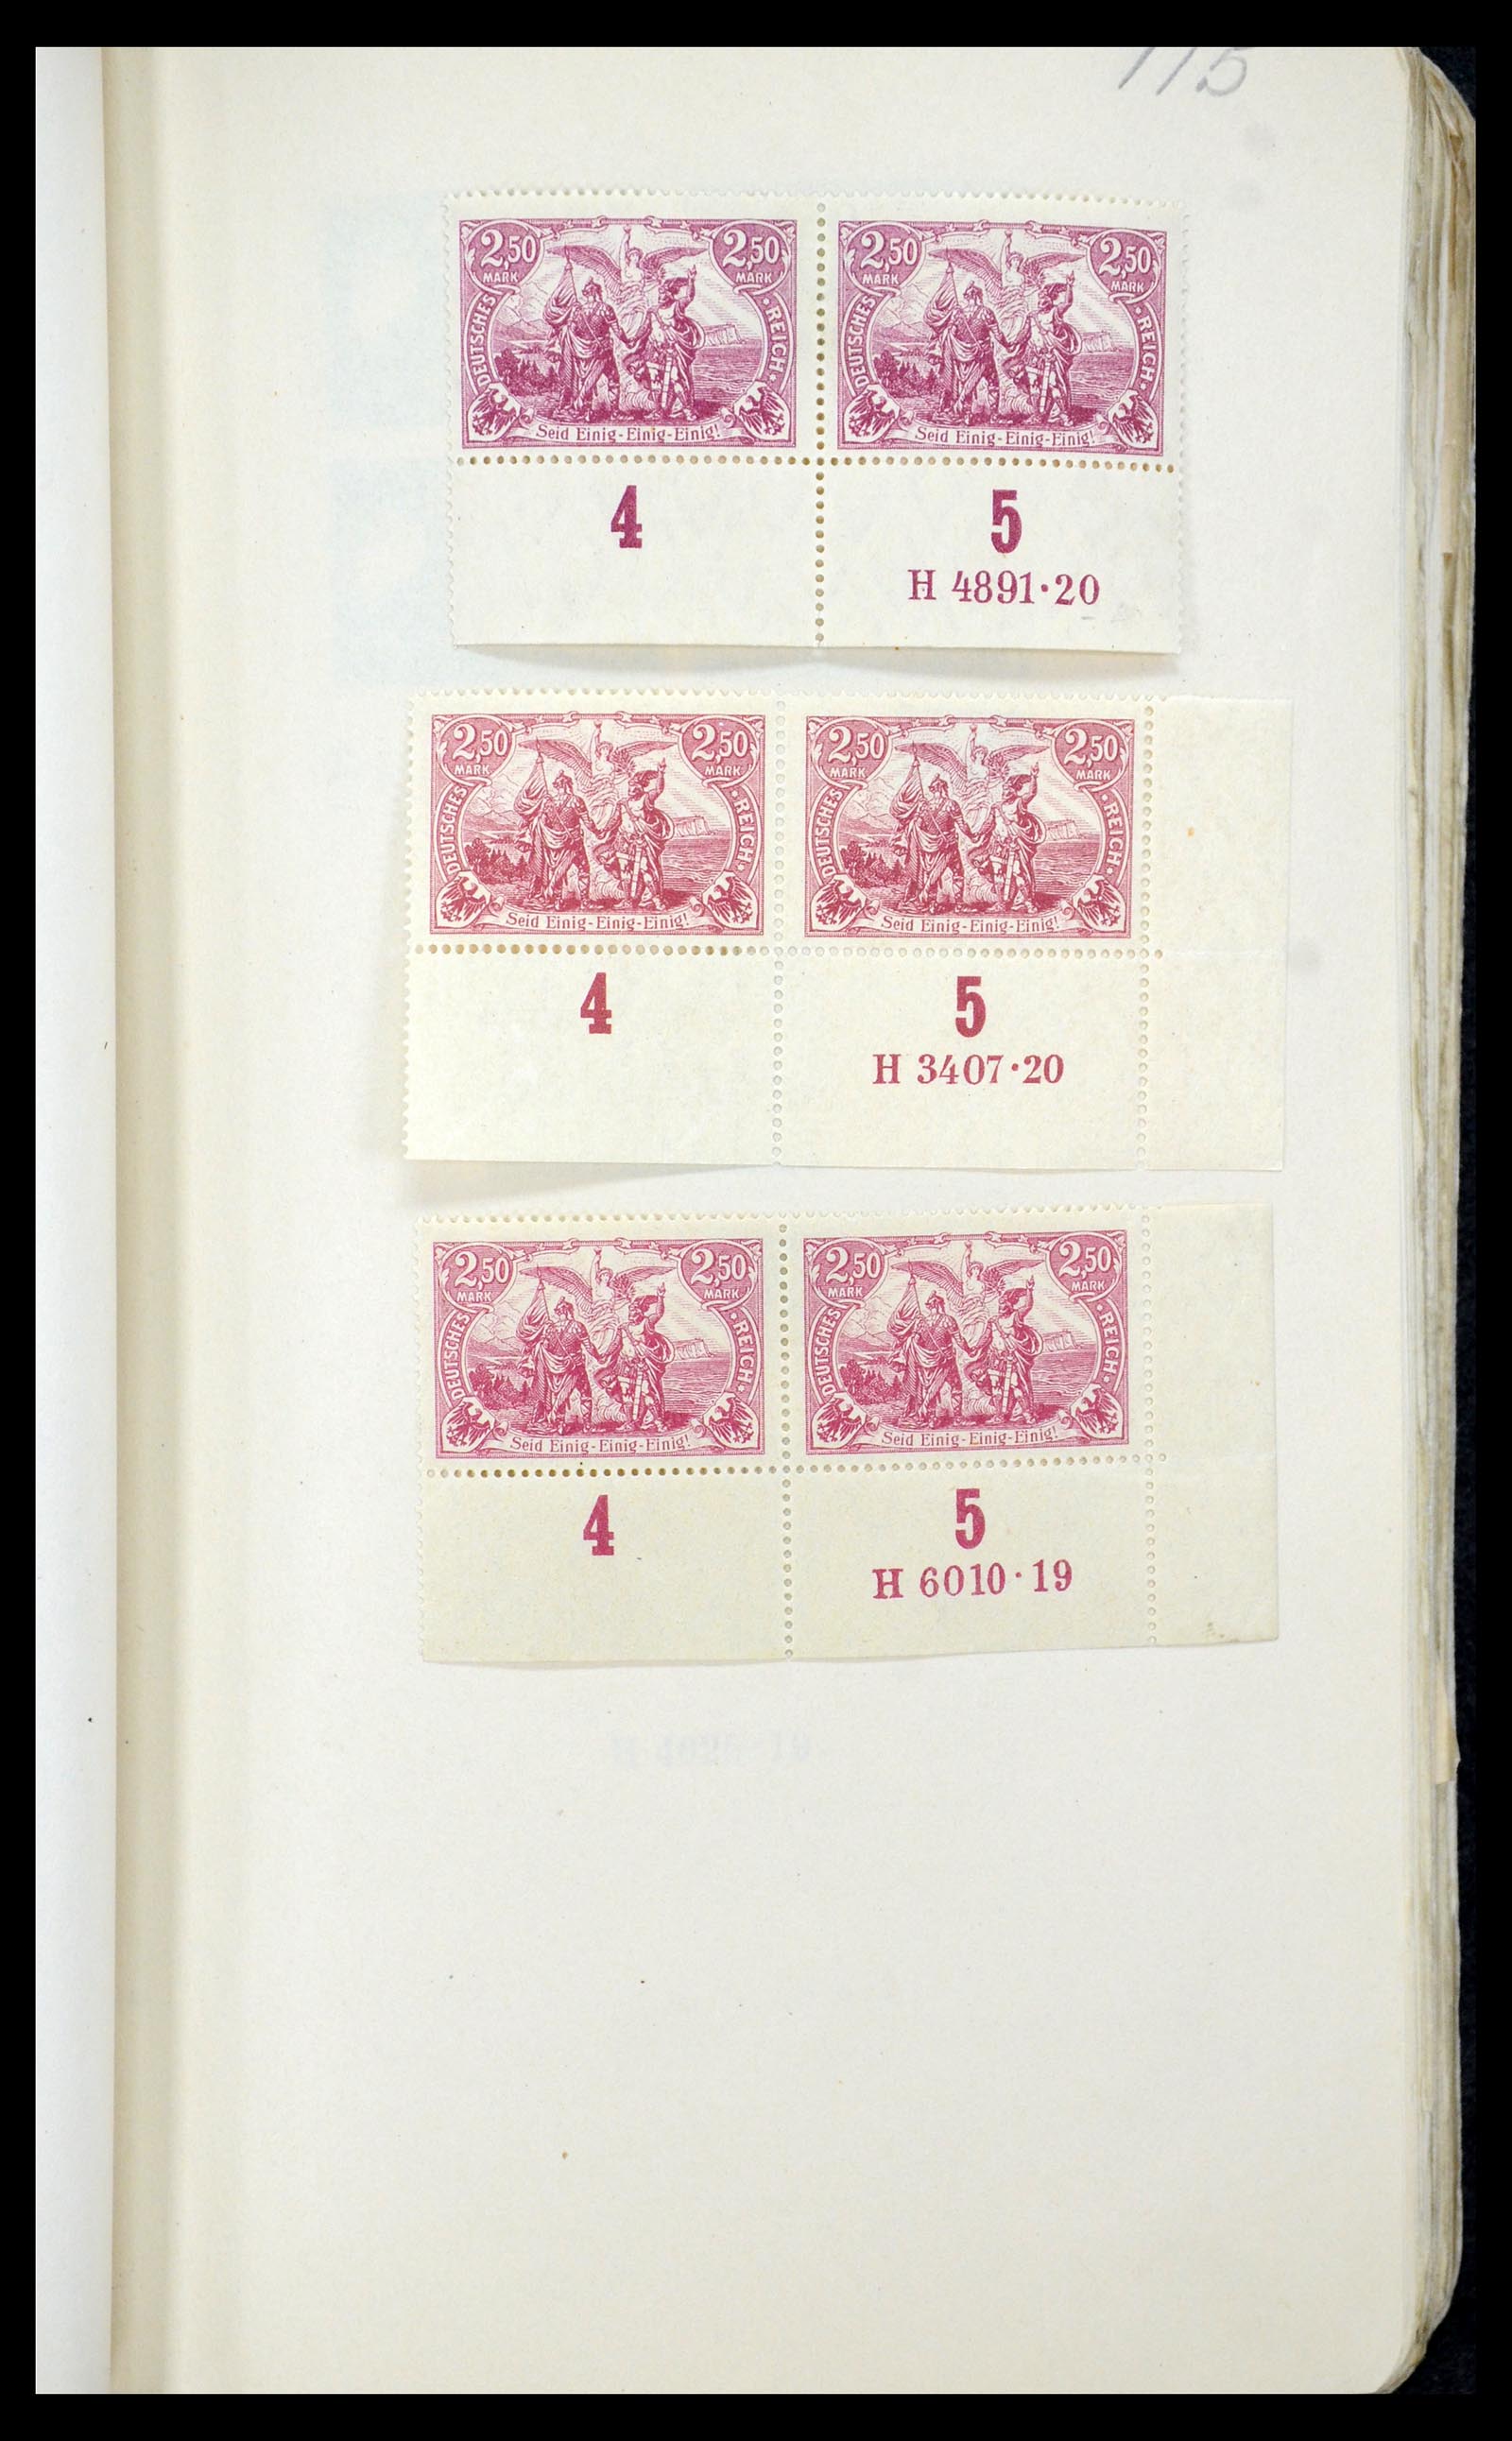 115
2,50 MARK 2,50 MARK 2,50 MARK 2,50 MARK
DEUTSCHES · REICH · DEUTSCHES · REICH ·
Seid Einig-Einig-Einig! Seid Einig-Einig-Einig!
4 5
H 4891·20
2,50 MARK 2,50 MARK 2,50 MARK 2,50 MARK
DEUTSCHES · REICH · DEUTSCHES · REICH ·
Seid Einig-Einig-Einig! Seid Einig-Einig-Einig!
4 5
H 3407·20
2,50 MARK 2,50 MARK 2,50 MARK 2,50 MARK
DEUTSCHES · REICH · DEUTSCHES · REICH ·
Seid Einig-Einig-Einig! Seid Einig-Einig-Einig!
4 5
H 6010·19